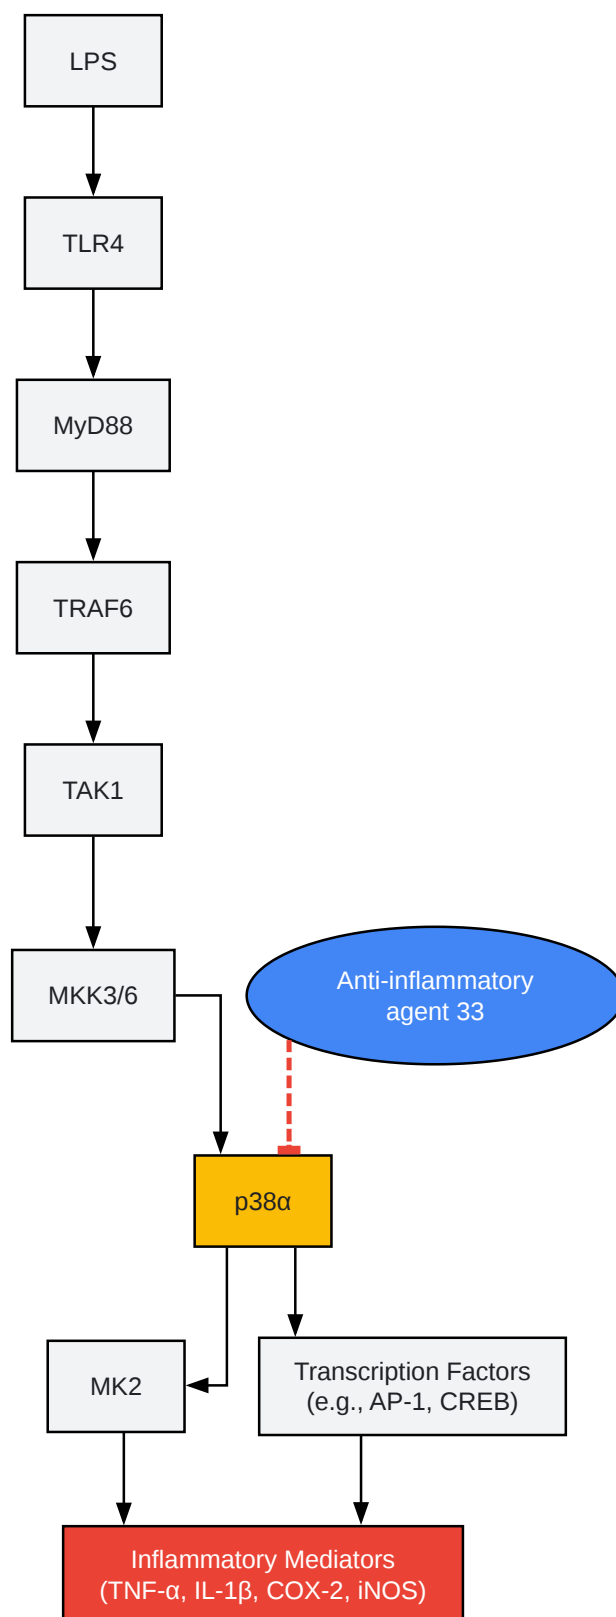 LPS
TLR4
MyD88
TRAF6
TAK1
MKK3/6
Anti-inflammatory
agent 33
p38α
MK2
Transcription Factors
(e.g., AP-1, CREB)
Inflammatory Mediators
(TNF-α, IL-1β, COX-2, iNOS)